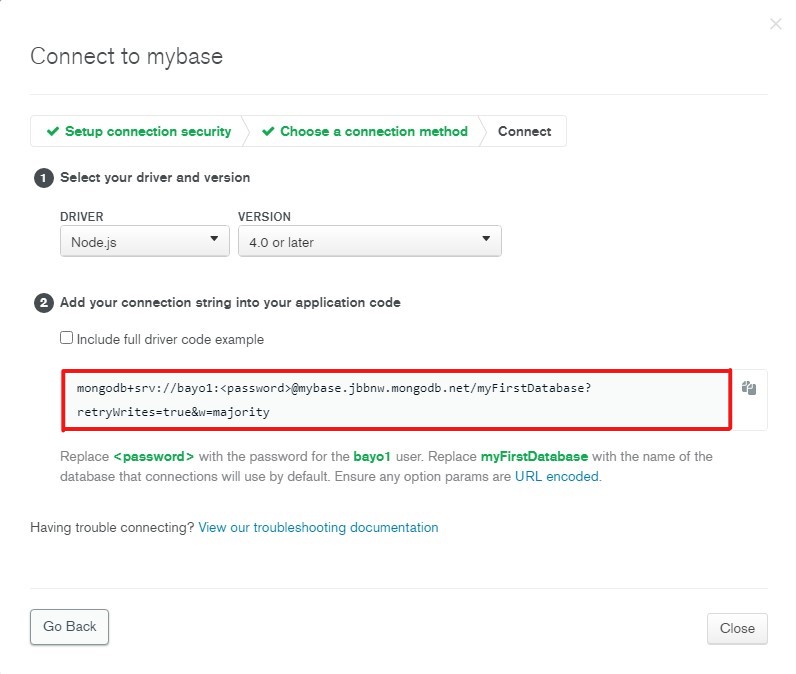 Connect to mybase
Setup connection security
Choose a connection method
Connect
1 Select your driver and version
DRIVER
VERSION
Node.js
4.0 or later
2 Add your connection string into your application code
Include full driver code example
mongodb+srv://bayo1:<password>@mybase.jbbnw.mongodb.net/myFirstDatabase?
retryWrites=true&w=majority
Replace <password> with the password for the bayo1 user. Replace myFirstDatabase with the name of the
database that connections will use by default. Ensure any option params are URL encoded.
Having trouble connecting? View our troubleshooting documentation
Go Back
Close